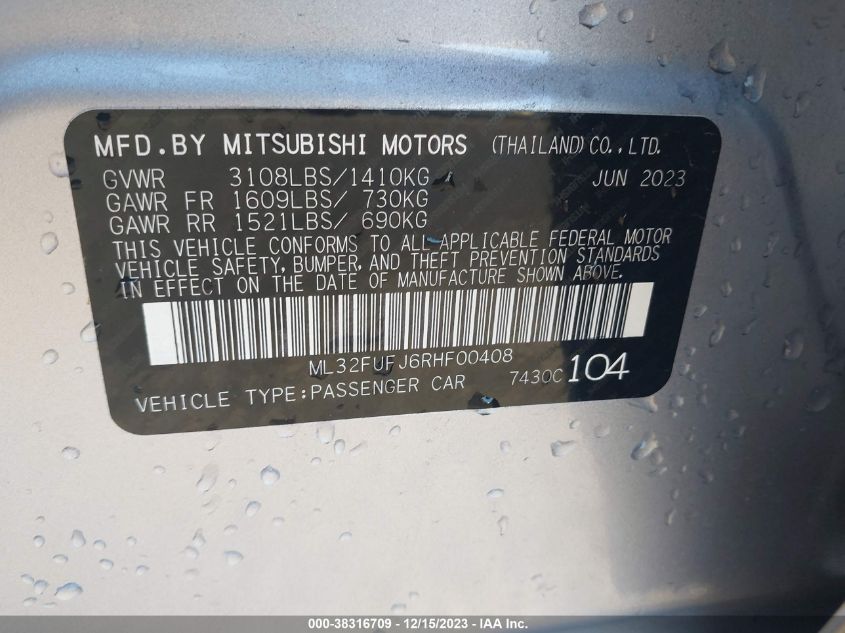 MFD.BY MITSUBISHI MOTORS (THAILAND) CO., LTD.
GVWR 3108LBS/1410KG JUN 2023
GAWR FR 1609LBS/ 730KG
GAWR RR 1521LBS/ 690KG
THIS VEHICLE CONFORMS TO ALL APPLICABLE FEDERAL MOTOR
VEHICLE SAFETY, BUMPER, AND THEFT PREVENTION STANDARDS
IN EFFECT ON THE DATE OF MANUFACTURE SHOWN ABOVE.
ML32FUFJ6RHF00408
VEHICLE TYPE:PASSENGER CAR 7430C 104
000-38316709 - 12/15/2023 - IAA Inc.